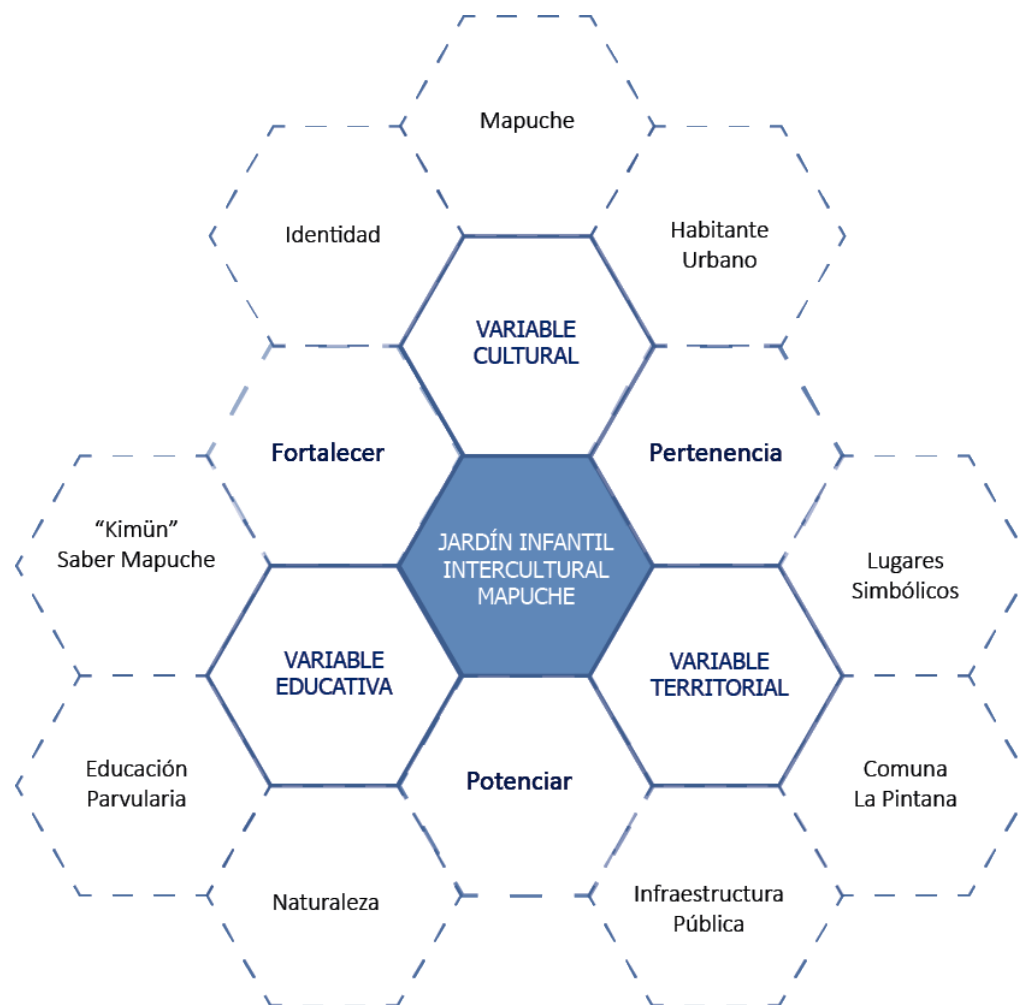 Mapuche
Identidad
Habitante
Urbano
VARIABLE
CULTURAL
Fortalecer
Pertenencia
“Kimün”
Saber Mapuche
JARDÍN INFANTIL
INTERCULTURAL
MAPUCHE
Lugares
Simbólicos
VARIABLE
EDUCATIVA
VARIABLE
TERRITORIAL
Educación
Parvularia
Potenciar
Comuna
La Pintana
Naturaleza
Infraestructura
Pública